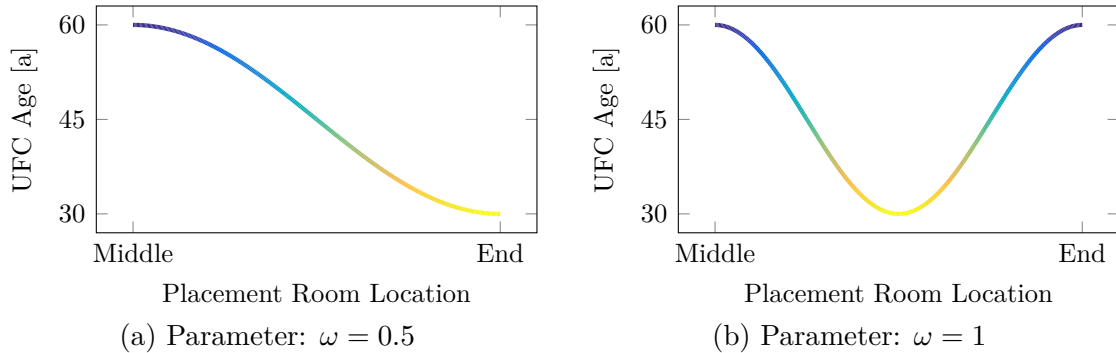 60
45
30
UFC Age [a]
Middle
End
Placement Room Location
(a) Parameter: ω = 0.5
60
45
30
UFC Age [a]
Middle
End
Placement Room Location
(b) Parameter: ω = 1